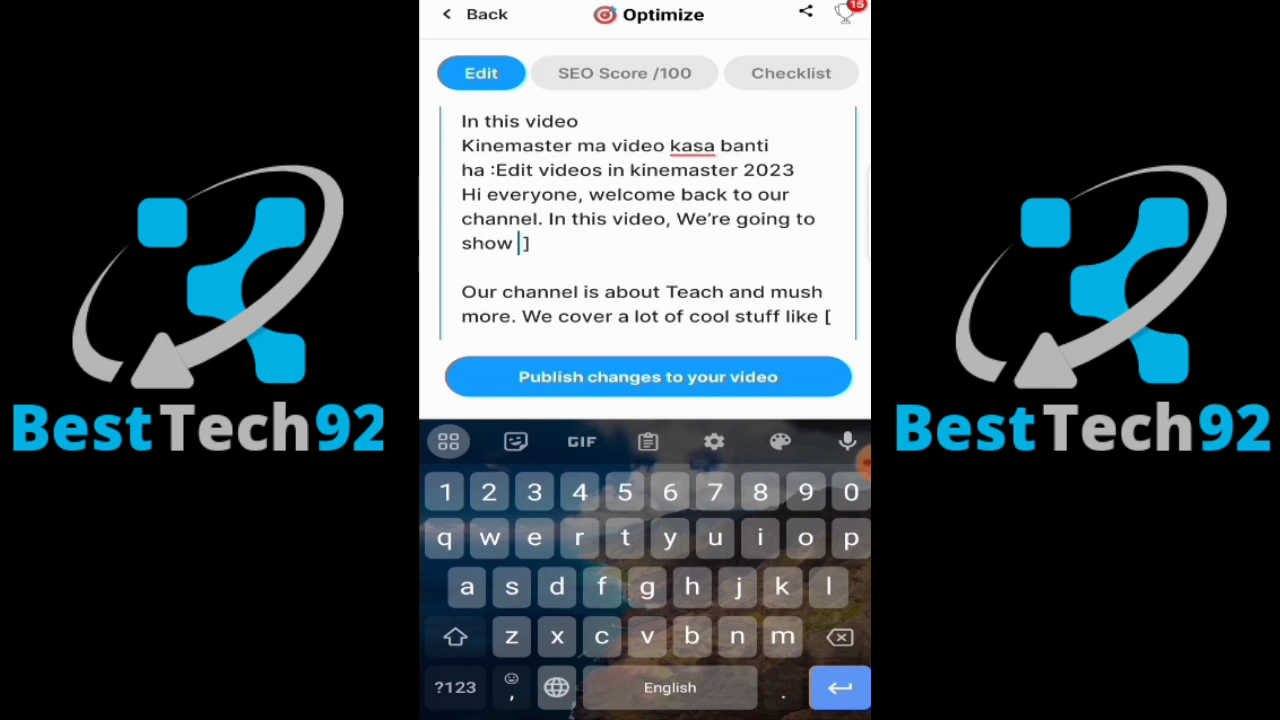 Back
Optimize
15
Edit
SEO Score /100
Checklist
In this video
Kinemaster ma video kasa banti
ha :Edit videos in kinemaster 2023
Hi everyone, welcome back to our
channel. In this video, We’re going to
show ]
Our channel is about Teach and mush
more. We cover a lot of cool stuff like [
Publish changes to your video
GIF
1 2 3 4 5 6 7 8 9 0
q w e r t y u i o p
a s d f g h j k l
z x c v b n m
?123 , English .
BestTech92
BestTech92